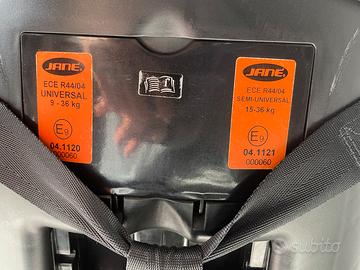 JANE
ECE R44/04
UNIVERSAL
9 - 36 kg
E9
04.1120
000060
JANE
ECE R44/04
SEMI-UNIVERSAL
15-36 kg
E9
04.1121
000060
subito